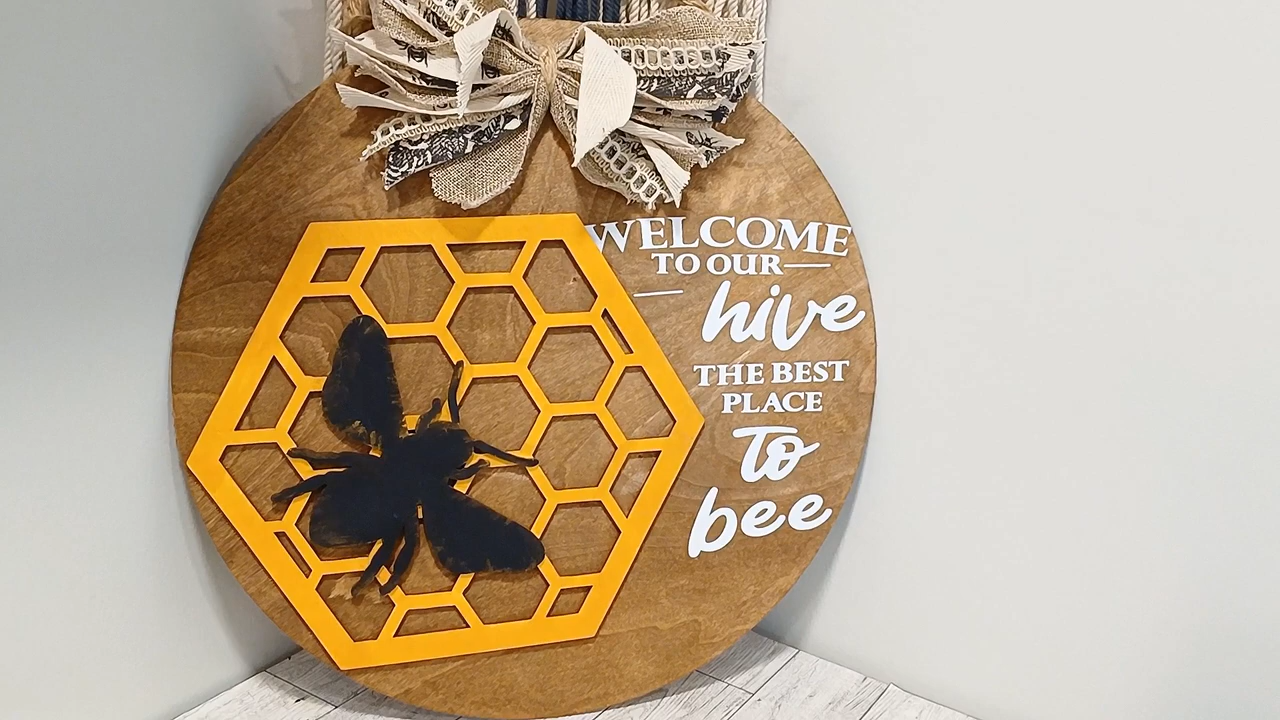 WELCOME
TO OUR
hive
THE BEST
PLACE
To
bee